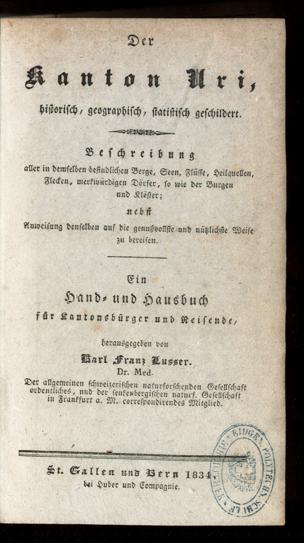 Der
Kanton Uri,
historisch, geographisch, statistisch geschildert.
Beschreibung
aller in demselben befindlichen Berge, Seen, Flüsse, Heilquellen,
Flecken, merkwürdigen Dörfer, so wie der Burgen
und Klöster;
nebst
Anweisung denselben auf die genußvollste und nützlichste Weise
zu bereisen.
Ein
Hand- und Hausbuch
für Kantonsbürger und Reisende,
herausgegeben von
Karl Franz Lusser.
Dr. Med.
Der allgemeinen schweizerischen naturforschenden Gesellschaft
ordentliches, und der senkenbergischen naturf. Gesellschaft
in Frankfurt a. M. correspondirendes Mitglied.
St. Gallen und Bern 1834
bei Huber und Compagnie.